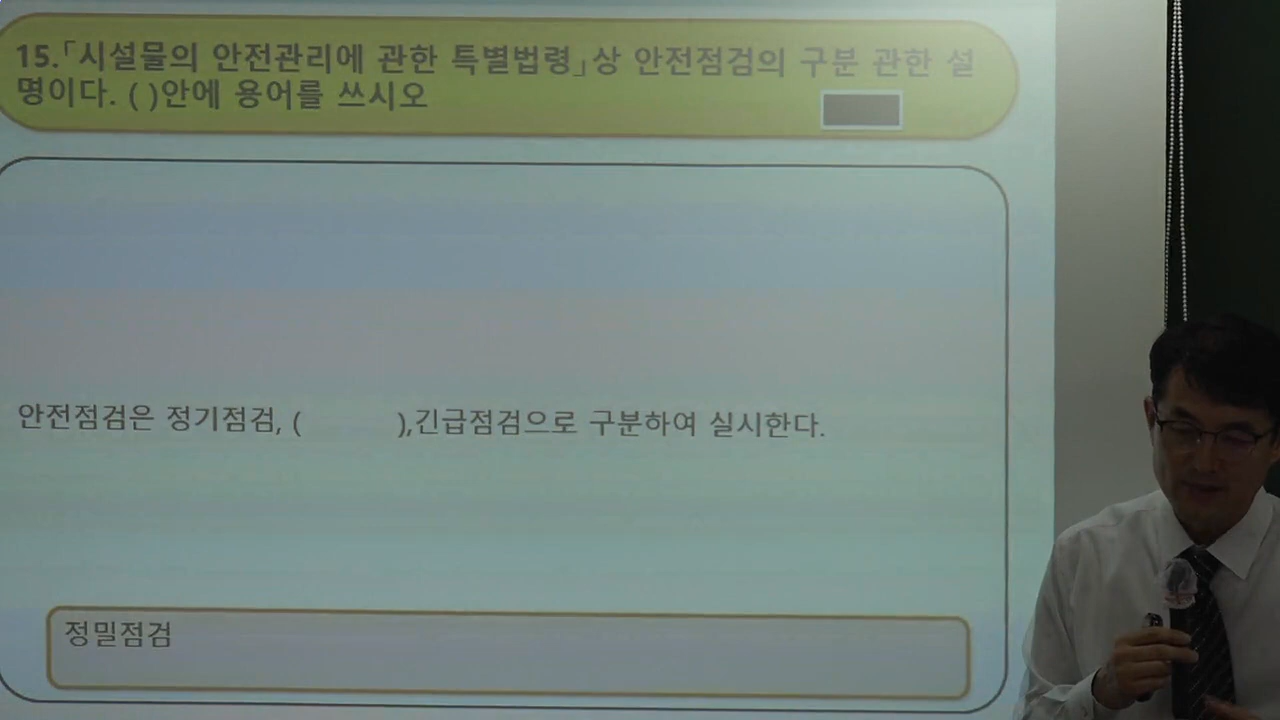 15.「시설물의 안전관리에 관한 특별법령」상 안전점검의 구분 관한 설
명이다. ( )안에 용어를 쓰시오
안전점검은 정기점검, ( ),긴급점검으로 구분하여 실시한다.
정밀점검